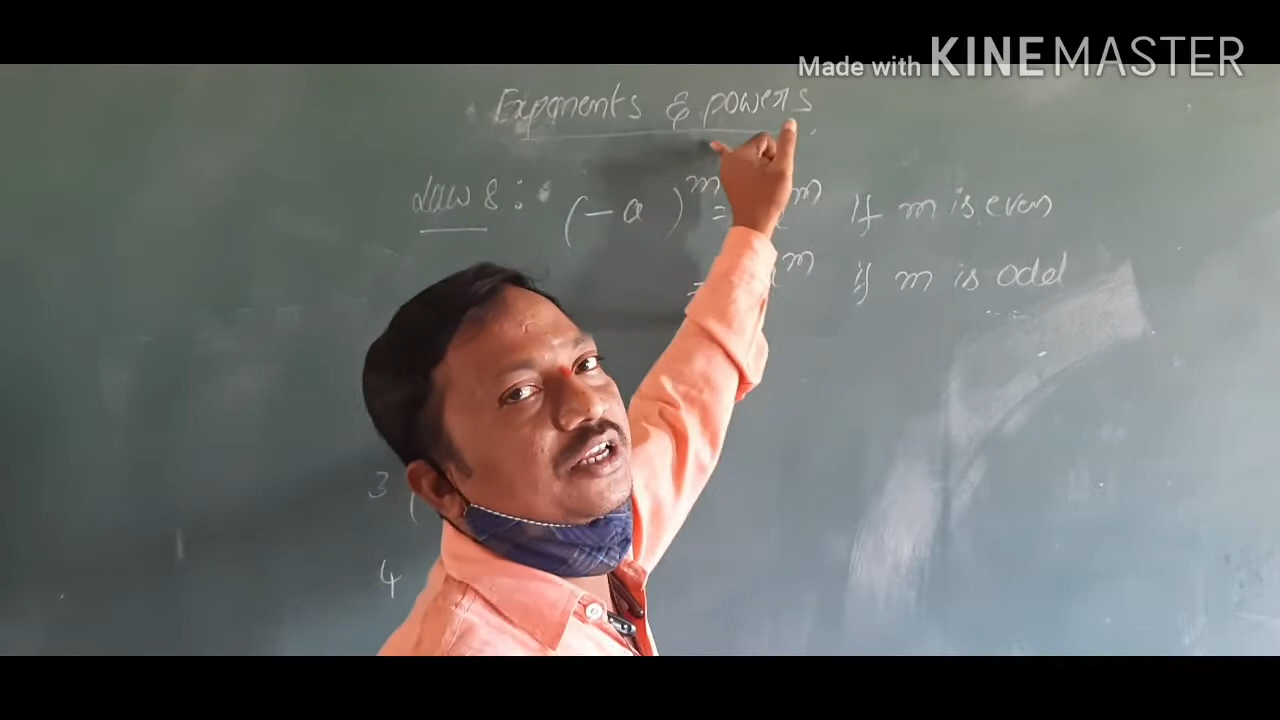 Made with KINEMASTER
Exponents & powers
Law 8: (-a)^m = ^m if m is even
= ^m if m is odd
3 (
4